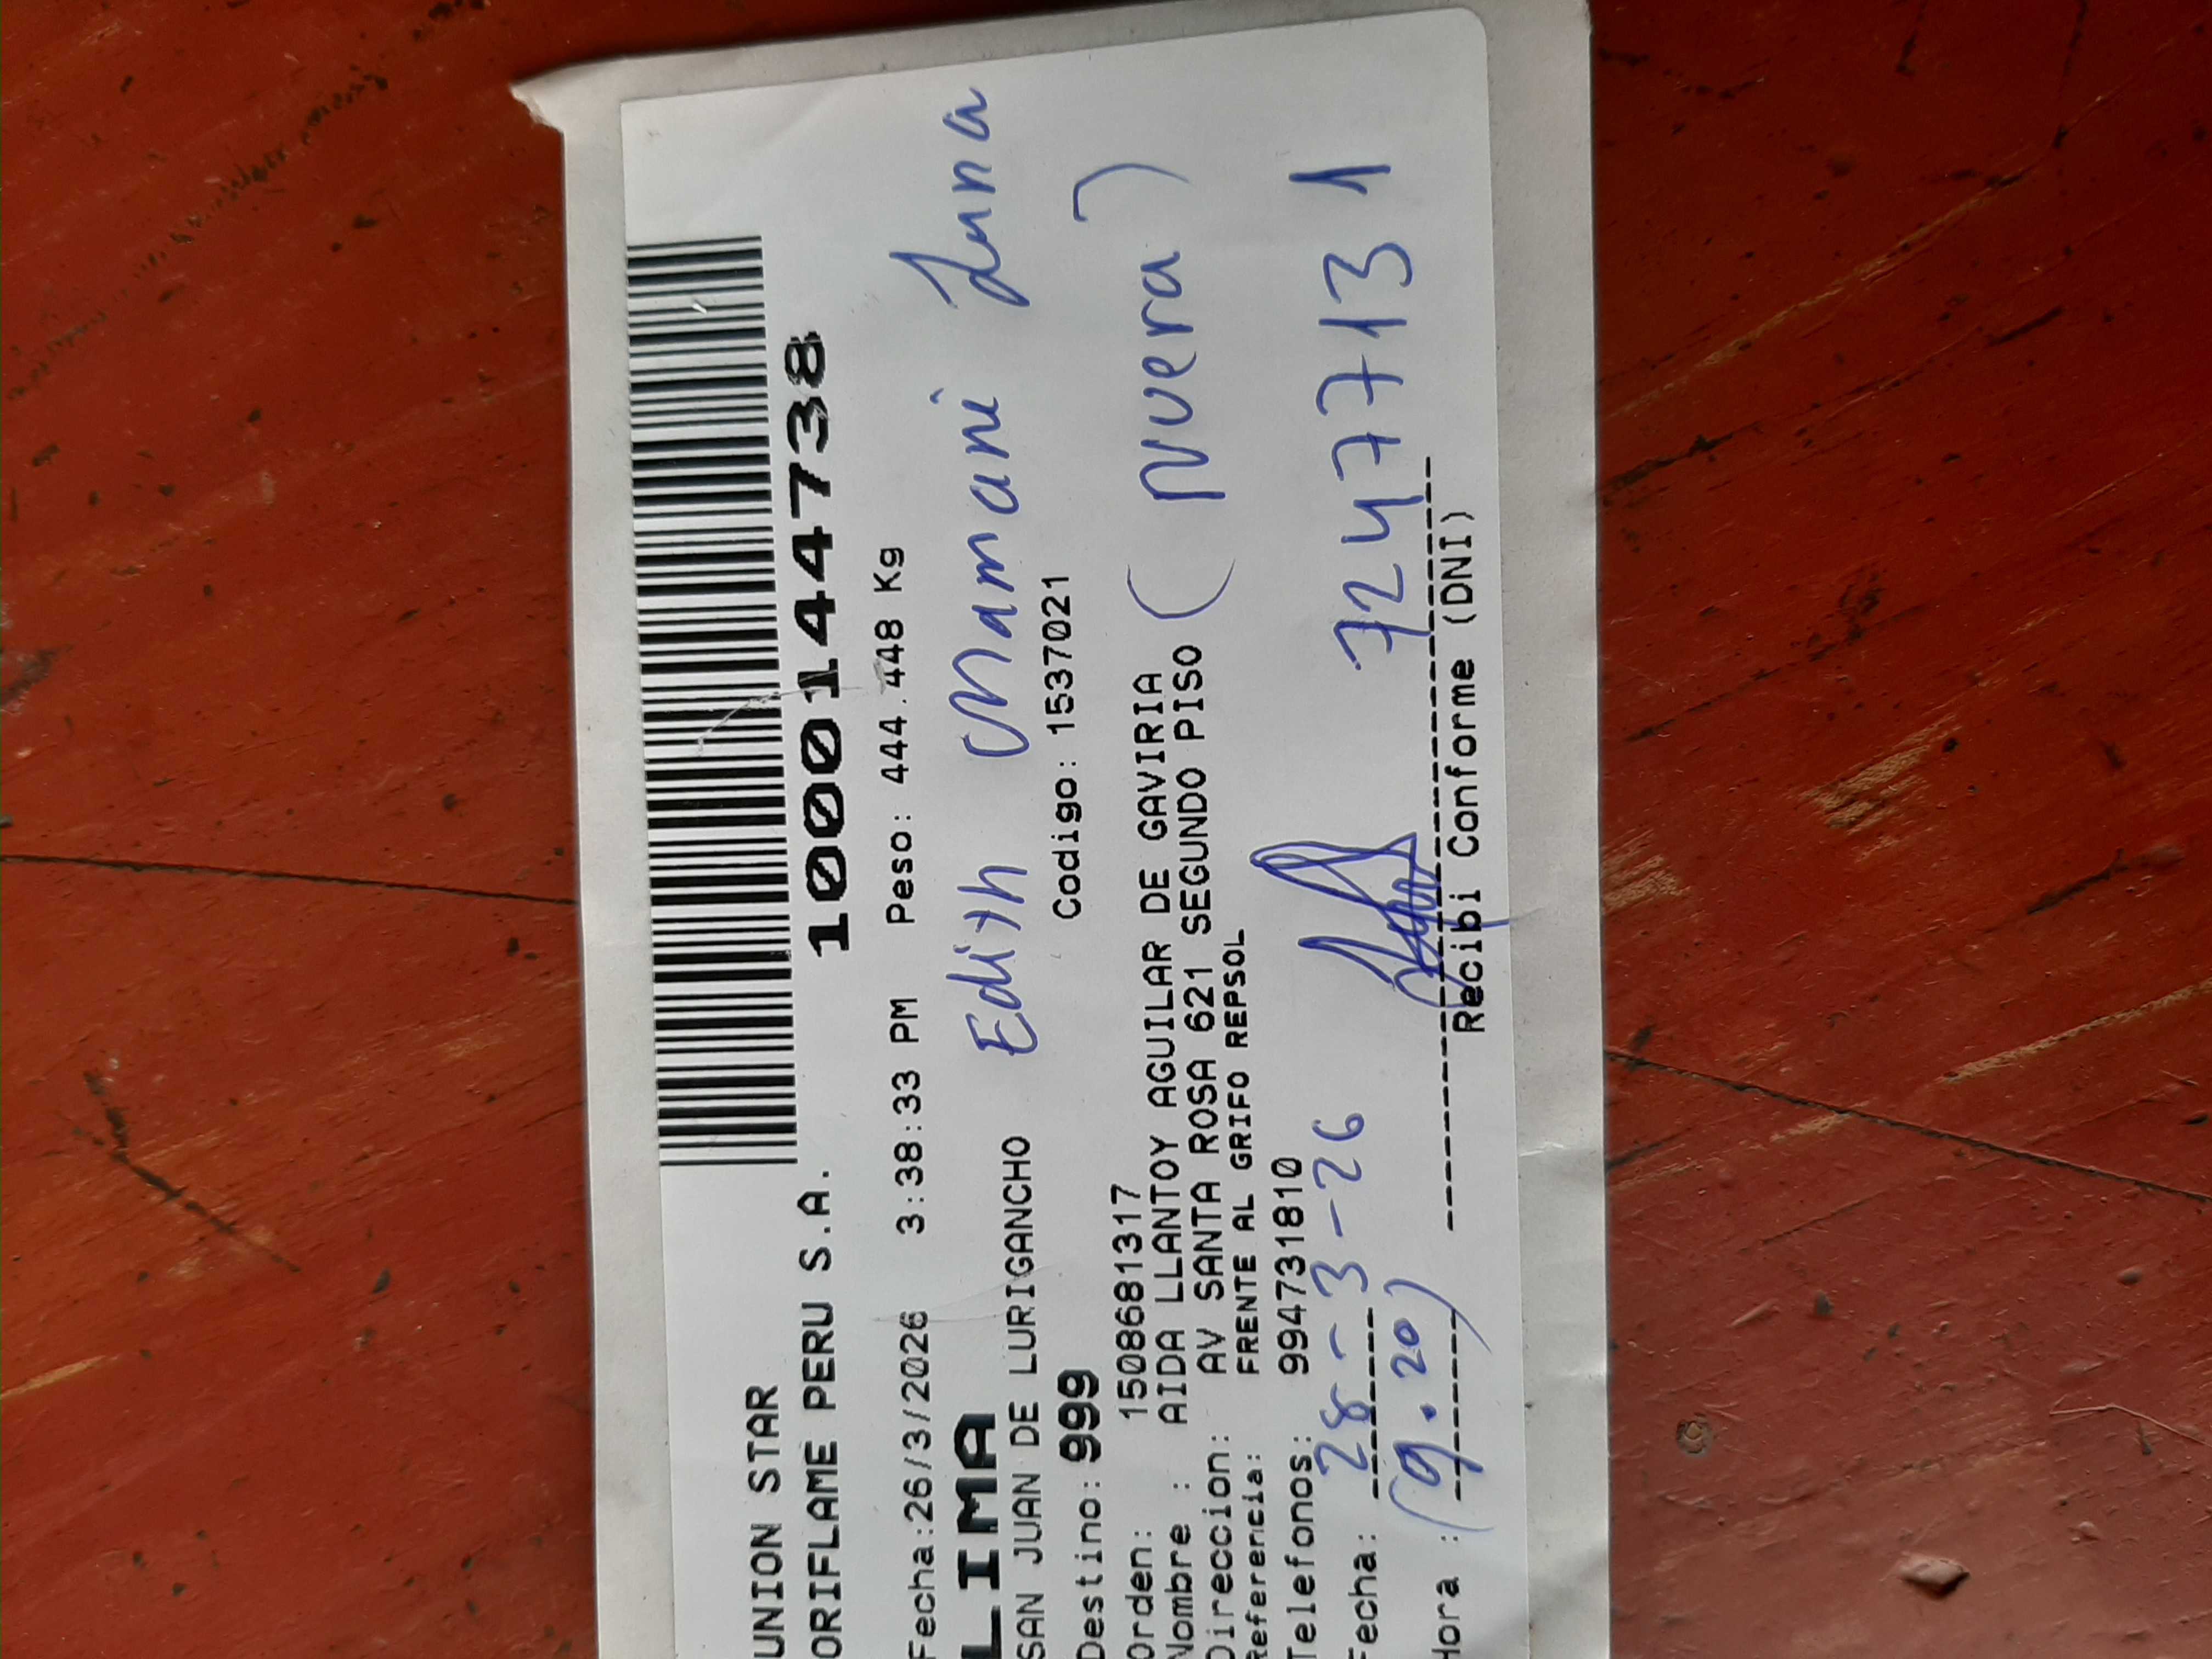 UNION STAR
ORIFLAME PERU S.A.
1000144738
Fecha:26/3/2026 3:38:33 PM Peso: 444.448 Kg
LIMA
Edith Mamani Luna
SAN JUAN DE LURIGANCHO
Destino: 999 Codigo: 1537021
Orden: 1508681317
Nombre : AIDA LLANTOY AGUILAR DE GAVIRIA
(Nuera)
Direccion: AV SANTA ROSA 621 SEGUNDO PISO
Referencia: FRENTE AL GRIFO REPSOL
Telefonos: 994731810
Fecha: 28-3-26
72477131
Hora : (9.20)
Recibi Conforme (DNI)